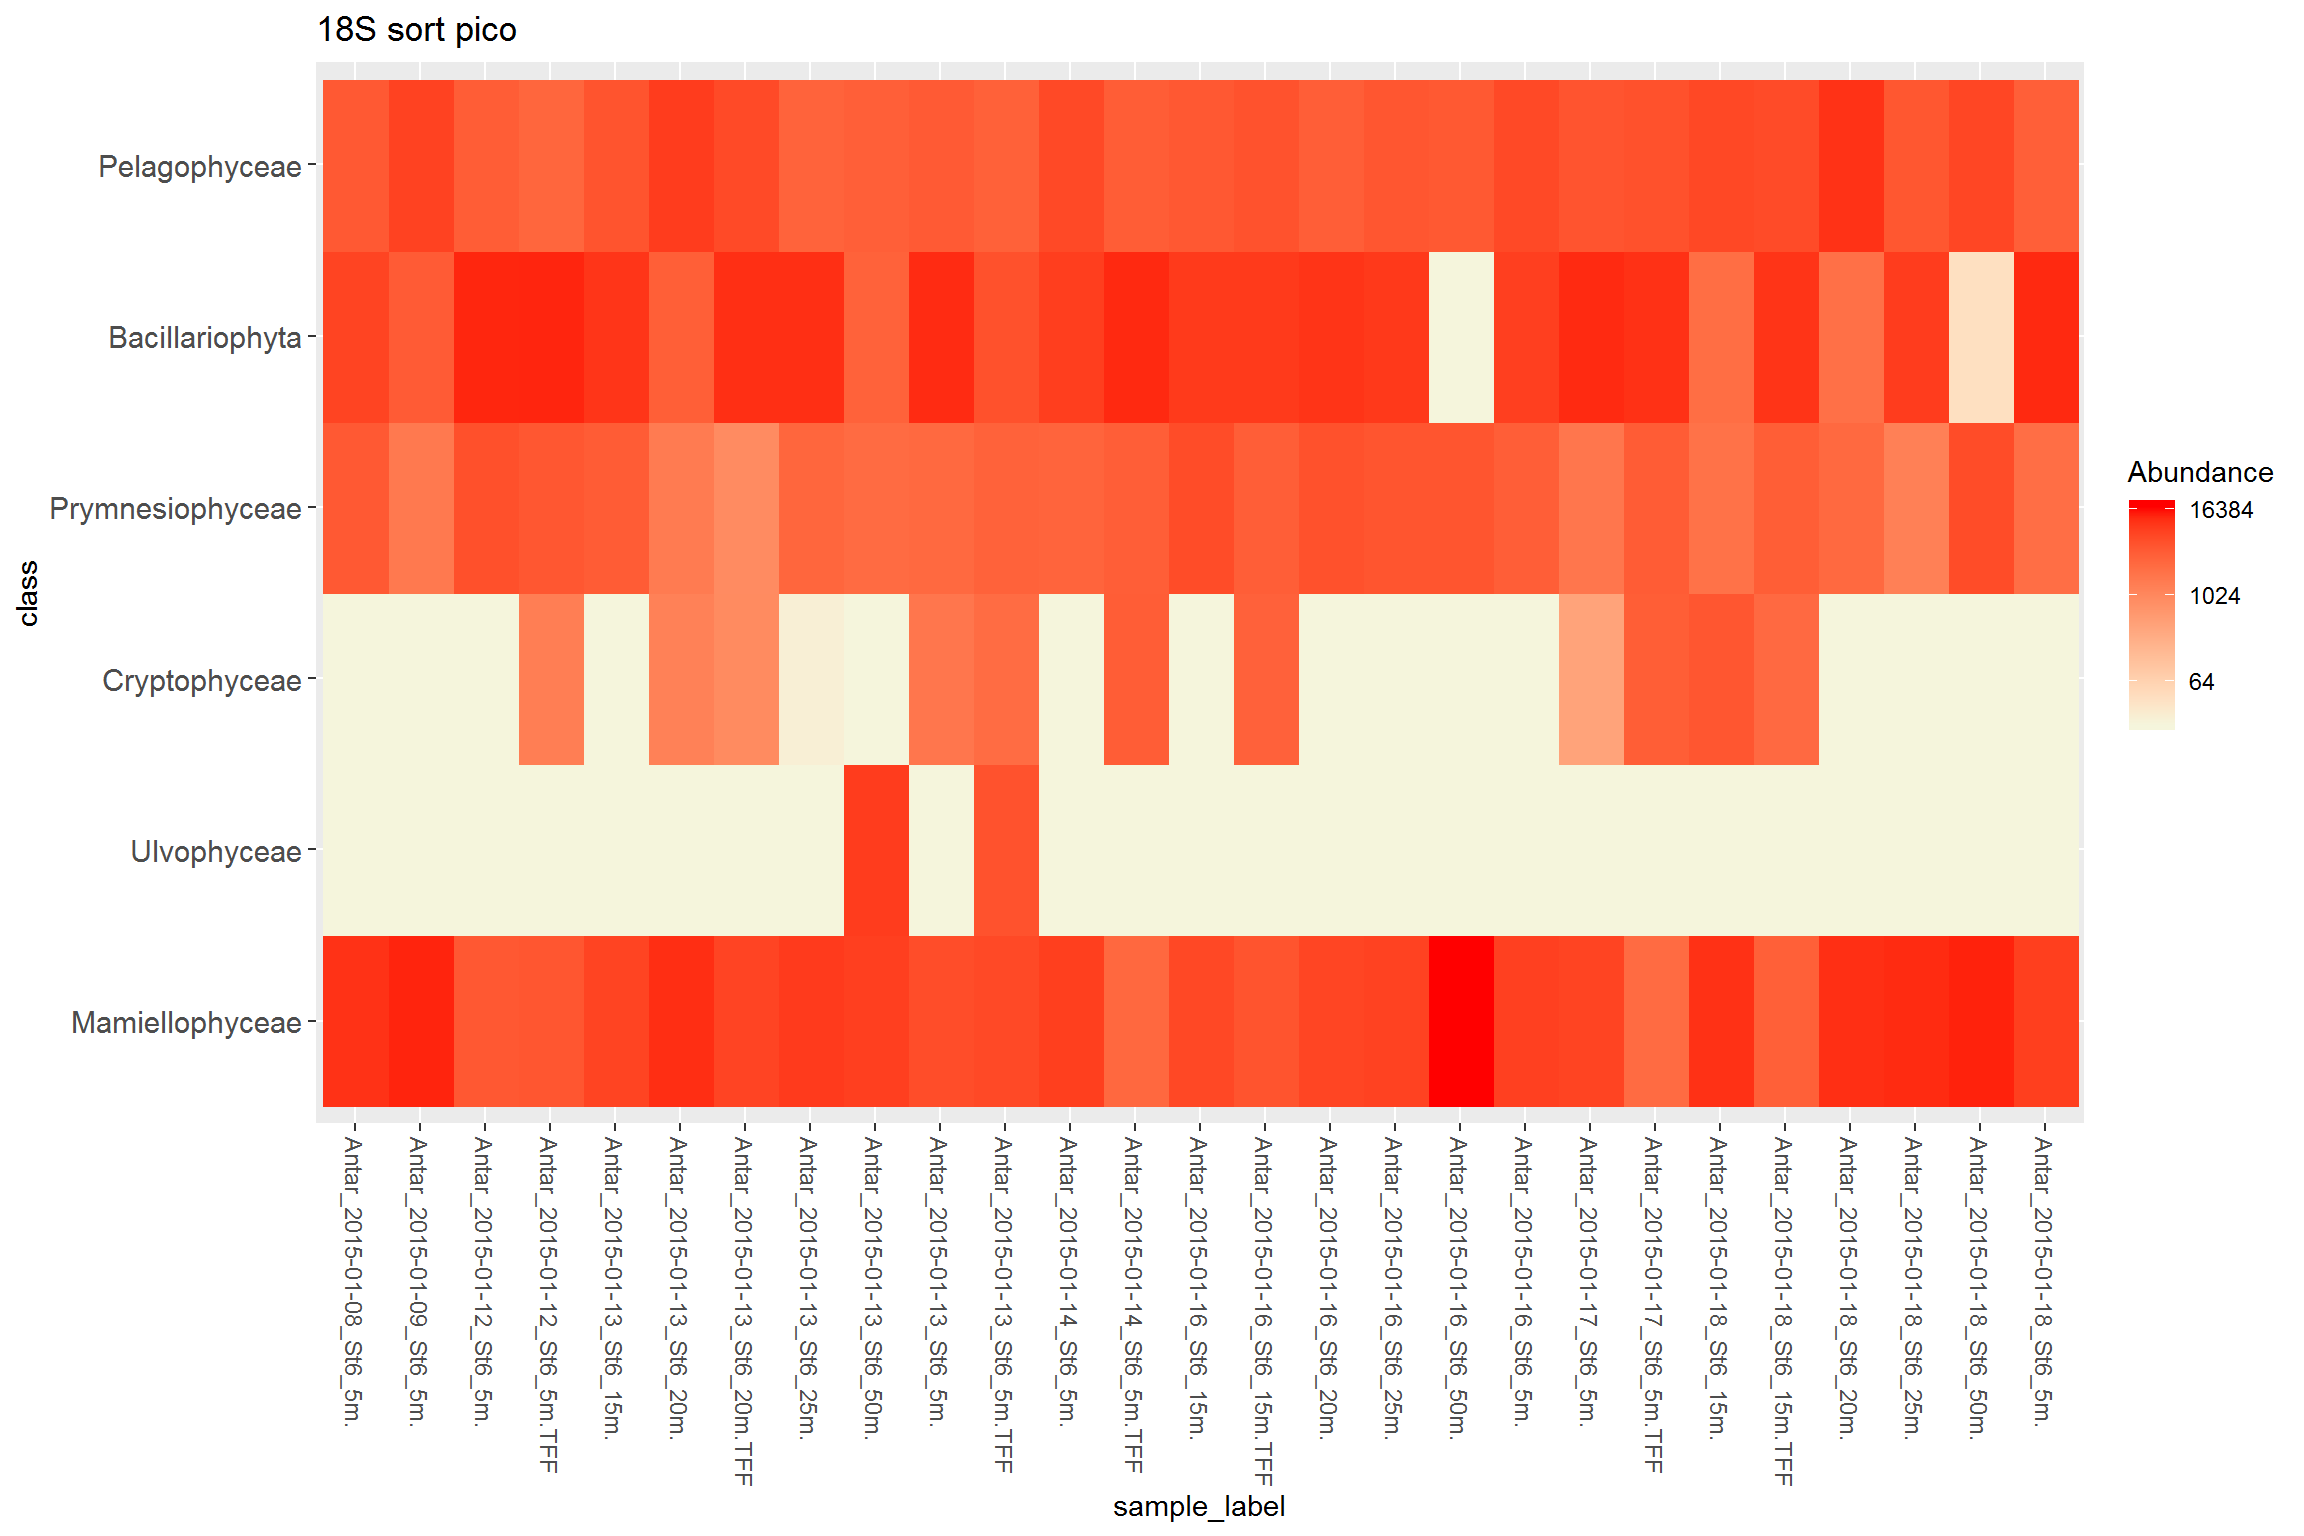 18S sort pico
Pelagophyceae
Bacillariophyta
Prymnesiophyceae
Cryptophyceae
Ulvophyceae
Mamiellophyceae
class
Abundance
16384
1024
64
Antar_2015-01-08_St6_5m.
Antar_2015-01-09_St6_5m.
Antar_2015-01-12_St6_5m.
Antar_2015-01-12_St6_5m.TFF
Antar_2015-01-13_St6_15m.
Antar_2015-01-13_St6_20m.
Antar_2015-01-13_St6_20m.TFF
Antar_2015-01-13_St6_25m.
Antar_2015-01-13_St6_50m.
Antar_2015-01-13_St6_5m.
Antar_2015-01-13_St6_5m.TFF
Antar_2015-01-14_St6_5m.
Antar_2015-01-14_St6_5m.TFF
Antar_2015-01-16_St6_15m.
Antar_2015-01-16_St6_15m.TFF
Antar_2015-01-16_St6_20m.
Antar_2015-01-16_St6_25m.
Antar_2015-01-16_St6_50m.
Antar_2015-01-16_St6_5m.
Antar_2015-01-17_St6_5m.
Antar_2015-01-17_St6_5m.TFF
Antar_2015-01-18_St6_15m.
Antar_2015-01-18_St6_15m.TFF
Antar_2015-01-18_St6_20m.
Antar_2015-01-18_St6_25m.
Antar_2015-01-18_St6_50m.
Antar_2015-01-18_St6_5m.
sample_label